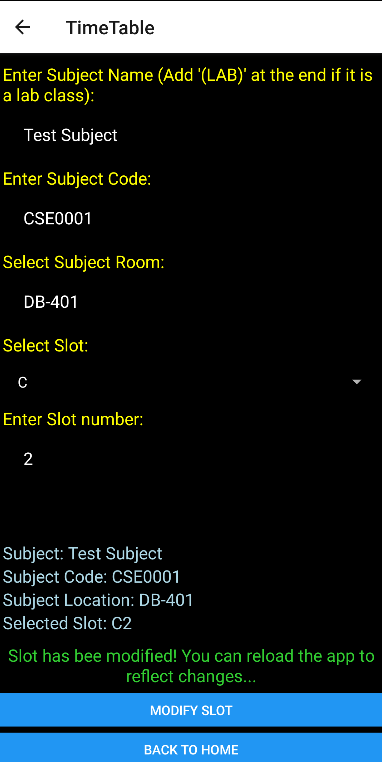 TimeTable
Enter Subject Name (Add '(LAB)' at the end if it is
a lab class):
Test Subject
Enter Subject Code:
CSE0001
Select Subject Room:
DB-401
Select Slot:
C
Enter Slot number:
2
Subject: Test Subject
Subject Code: CSE0001
Subject Location: DB-401
Selected Slot: C2
Slot has bee modified! You can reload the app to
reflect changes...
MODIFY SLOT
BACK TO HOME